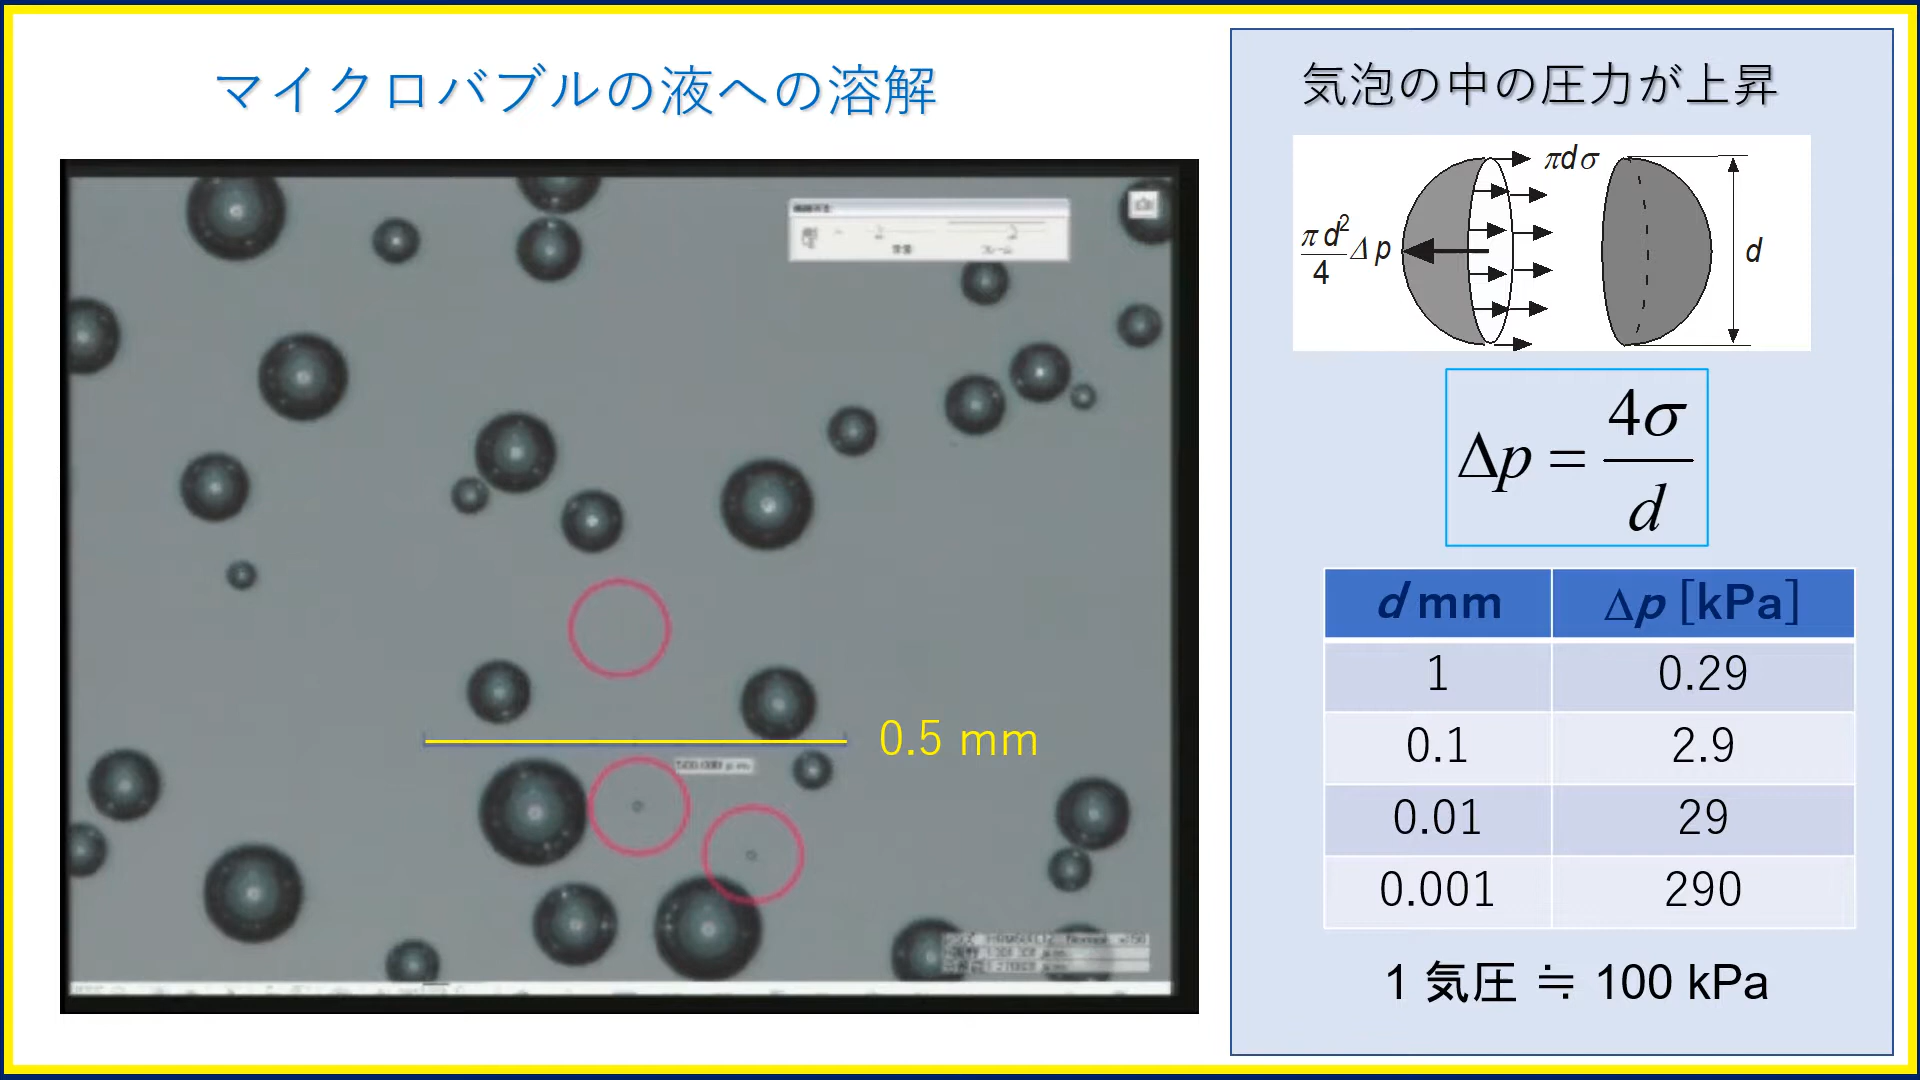 マイクロバブルの液への溶解
0.5 mm
気泡の中の圧力が上昇
πdσ
πd²/4 Δp
d
Δp = 4σ/d
d mm Δp [kPa]
1 0.29
0.1 2.9
0.01 29
0.001 290
1 気圧 ≒ 100 kPa